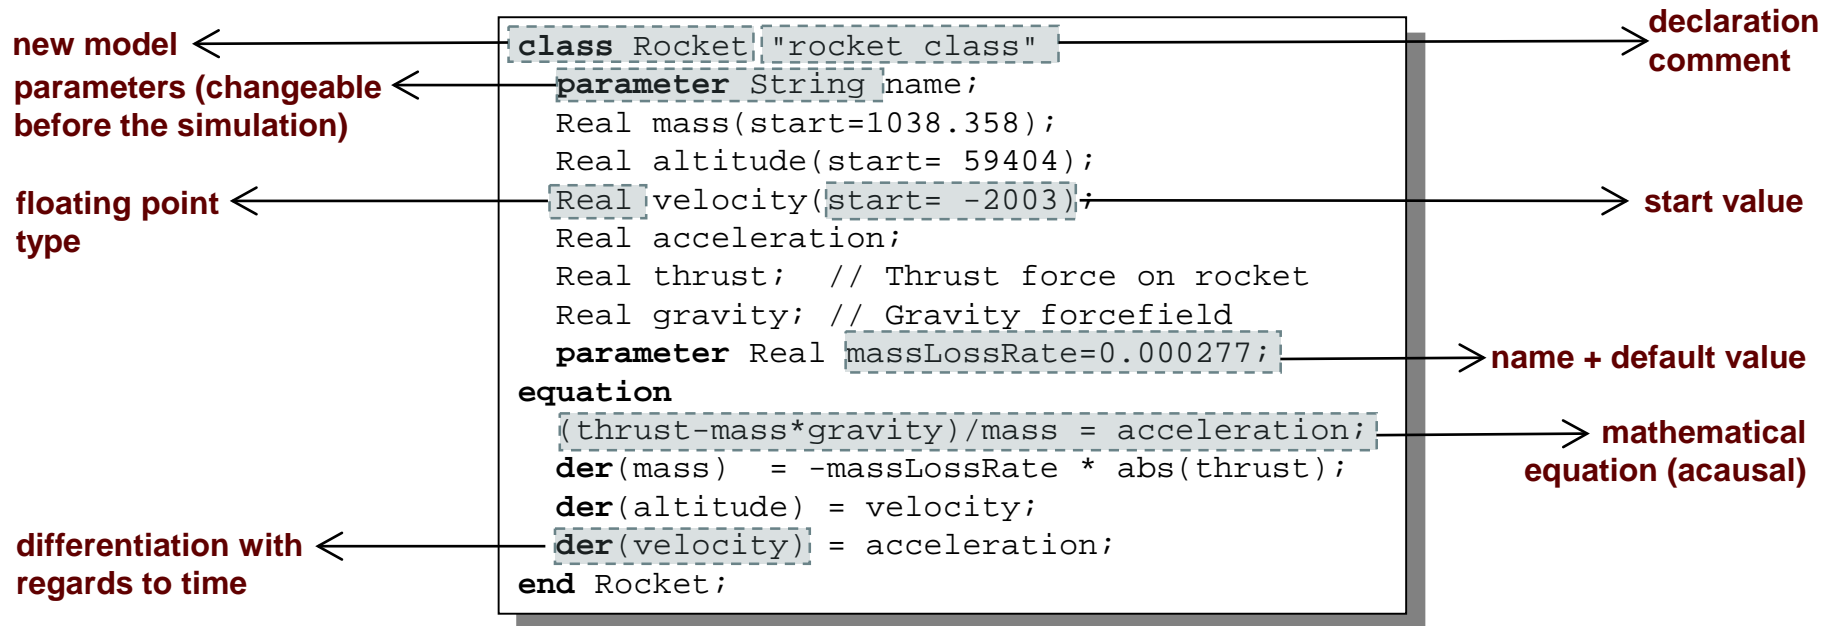 new model
parameters (changeable
before the simulation)
floating point
type
differentiation with
regards to time
class Rocket "rocket class"
parameter String name;
Real mass(start=1038.358);
Real altitude(start= 59404);
Real velocity(start= -2003);
Real acceleration;
Real thrust;  // Thrust force on rocket
Real gravity; // Gravity forcefield
parameter Real massLossRate=0.000277;
equation
(thrust-mass*gravity)/mass = acceleration;
der(mass)  = -massLossRate * abs(thrust);
der(altitude) = velocity;
der(velocity) = acceleration;
end Rocket;
declaration
comment
start value
name + default value
mathematical
equation (acausal)